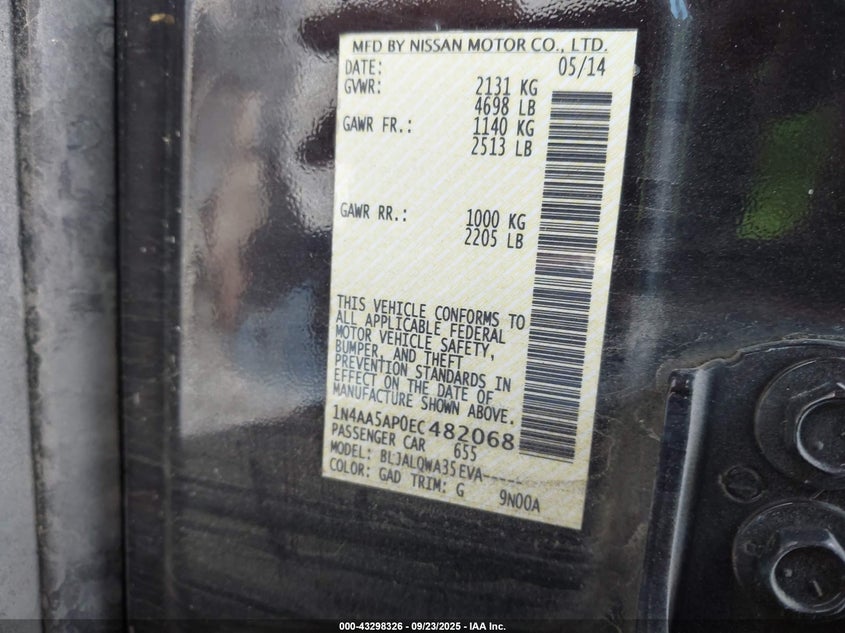 MFD BY NISSAN MOTOR CO., LTD.
DATE: 05/14
GVWR: 2131 KG
4698 LB
GAWR FR.: 1140 KG
2513 LB
GAWR RR.: 1000 KG
2205 LB
THIS VEHICLE CONFORMS TO
ALL APPLICABLE FEDERAL
MOTOR VEHICLE SAFETY,
BUMPER, AND THEFT
PREVENTION STANDARDS IN
EFFECT ON THE DATE OF
MANUFACTURE SHOWN ABOVE.
1N4AA5AP0EC482068
PASSENGER CAR 655
MODEL: BLJALQWA35EVA-----
COLOR: GAD TRIM: G 9N00A
000-43298326 - 09/23/2025 - IAA Inc.